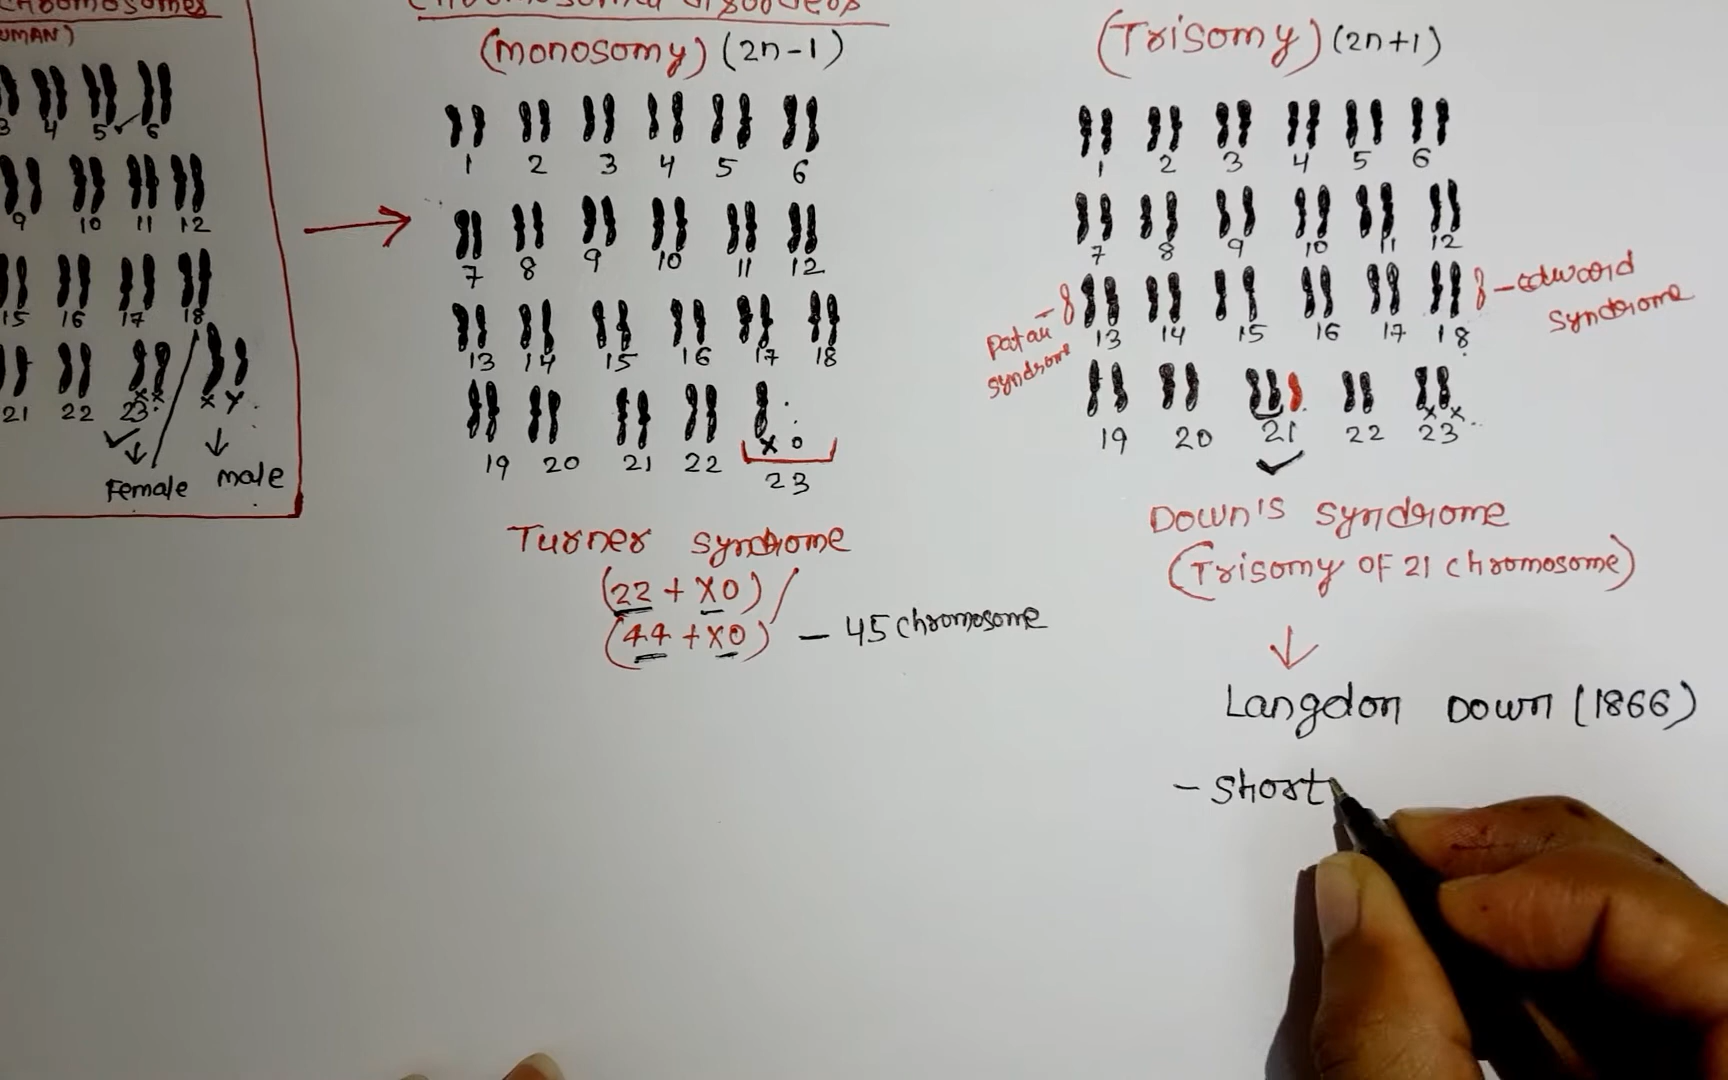 (HUMAN)
3 4 5 6
9 10 11 12
15 16 17 18
21 22 23
X X X Y
Female male
(monosomy) (2n-1)
1 2 3 4 5 6
7 8 9 10 11 12
13 14 15 16 17 18
19 20 21 22 X 0
23
Turner syndrome
(22 + X0) /
(44 + X0) - 45 chromosome
(Trisomy) (2n+1)
1 2 3 4 5 6
7 8 9 10 11 12
13 14 15 16 17 18
Patau - syndrome
- edward syndrome
19 20 21 22 23
X X
Down's syndrome
(Trisomy of 21 chromosome)
Langdon Down (1866)
- Short